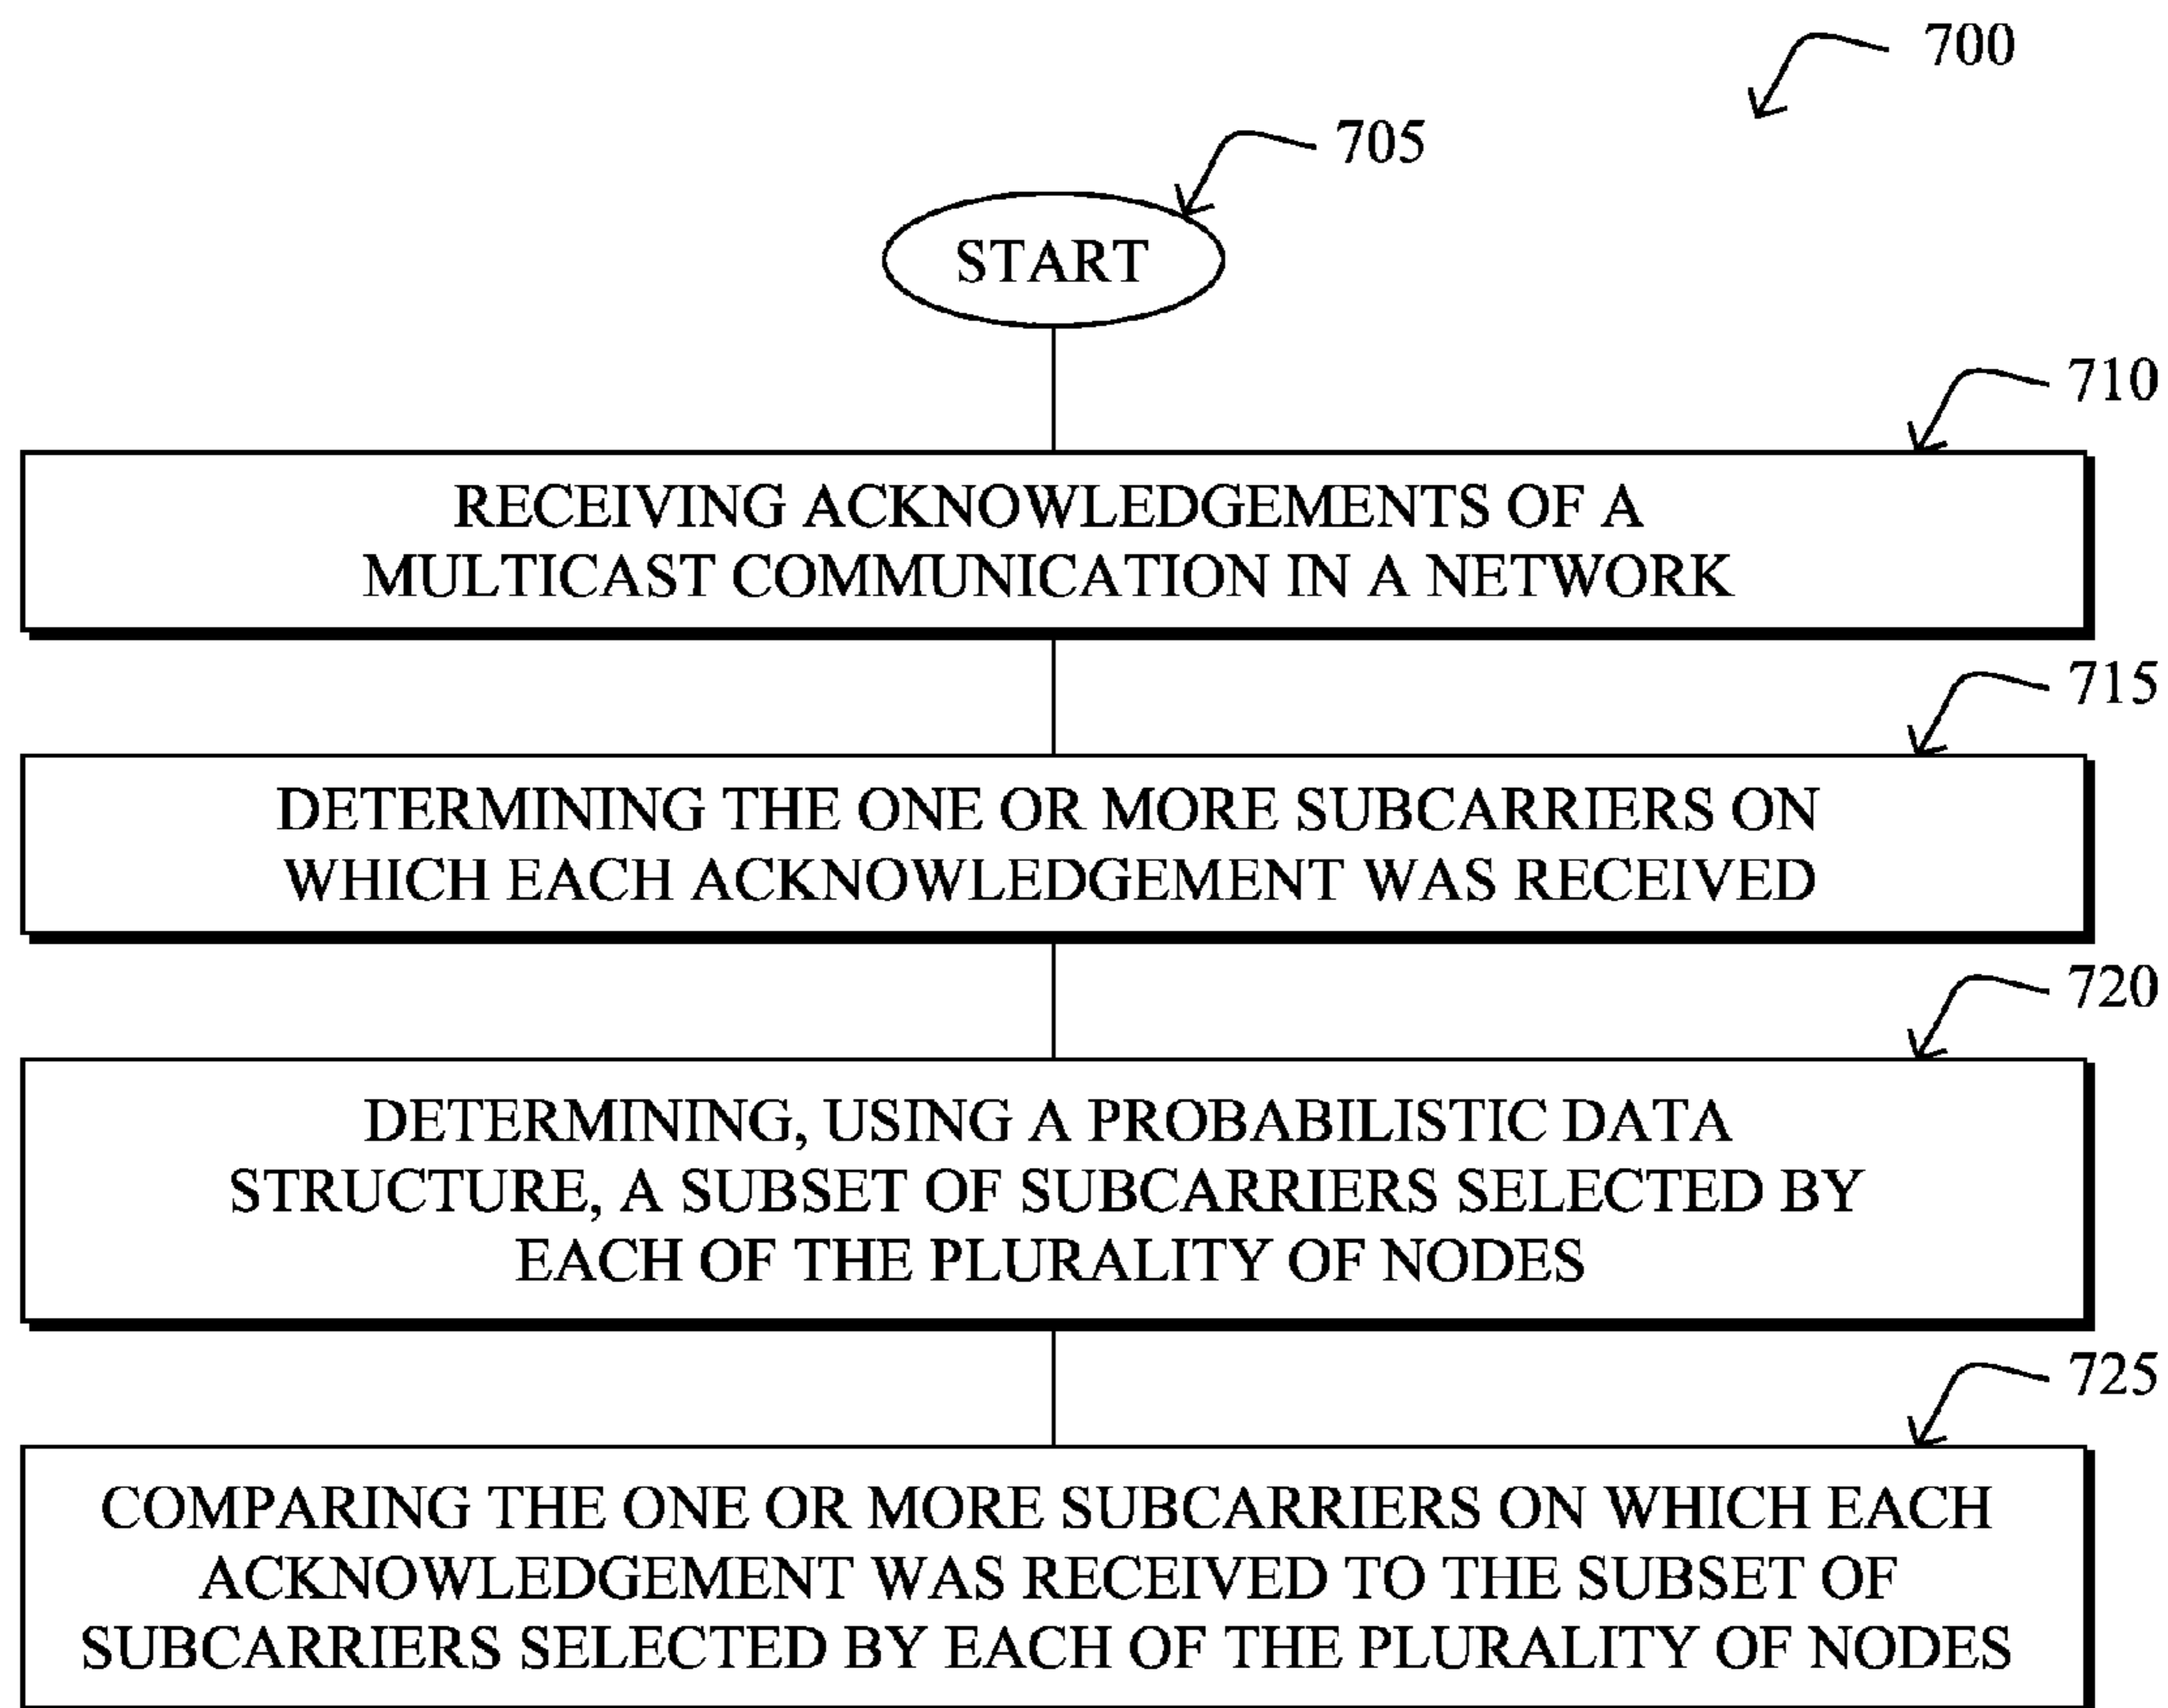 700
705
START
710
RECEIVING ACKNOWLEDGEMENTS OF A
MULTICAST COMMUNICATION IN A NETWORK
715
DETERMINING THE ONE OR MORE SUBCARRIERS ON
WHICH EACH ACKNOWLEDGEMENT WAS RECEIVED
720
DETERMINING, USING A PROBABILISTIC DATA
STRUCTURE, A SUBSET OF SUBCARRIERS SELECTED BY
EACH OF THE PLURALITY OF NODES
725
COMPARING THE ONE OR MORE SUBCARRIERS ON WHICH EACH
ACKNOWLEDGEMENT WAS RECEIVED TO THE SUBSET OF
SUBCARRIERS SELECTED BY EACH OF THE PLURALITY OF NODES